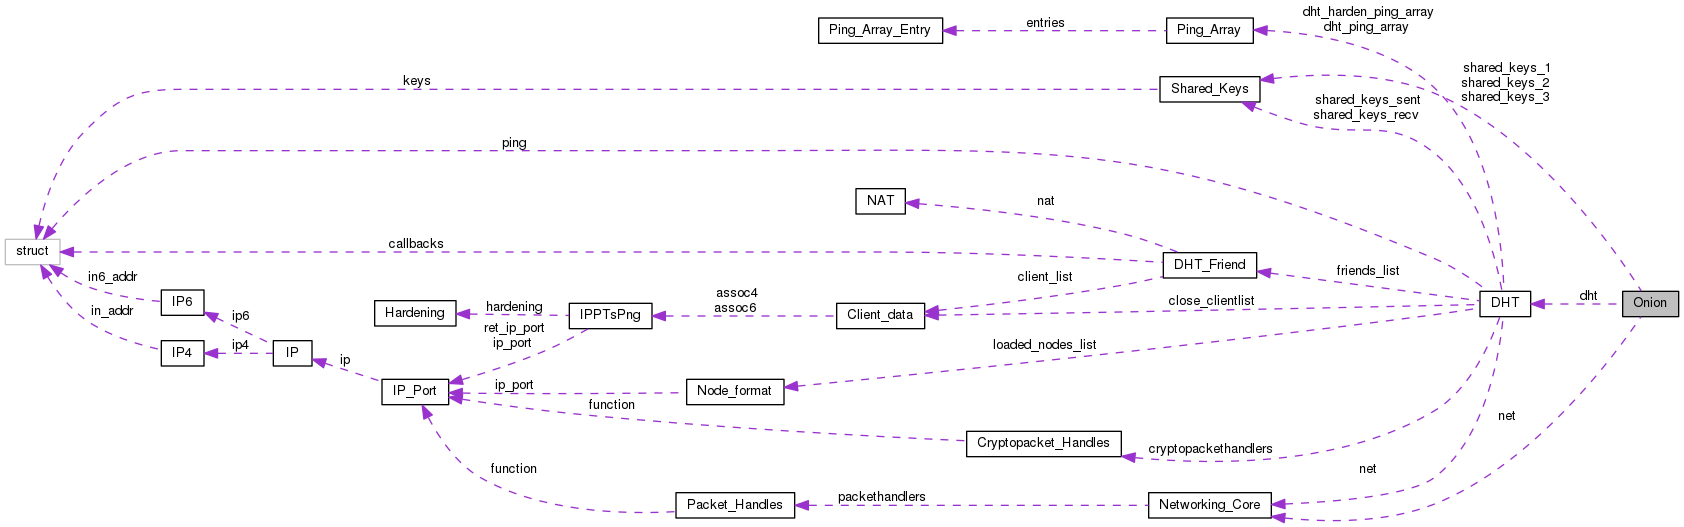 dht_harden_ping_array
dht_ping_array
entries
Ping_Array_Entry
Ping_Array
shared_keys_1
shared_keys_2
shared_keys_3
keys
Shared_Keys
shared_keys_sent
shared_keys_recv
ping
NAT
nat
struct
callbacks
DHT_Friend
friends_list
client_list
in6_addr
IP6
in_addr
ip6
IP4
ip4
IP
Hardening
hardening
IPPTsPng
assoc4
assoc6
Client_data
close_clientlist
DHT
dht
Onion
ret_ip_port
ip_port
ip
IP_Port
ip_port
Node_format
loaded_nodes_list
function
Cryptopacket_Handles
cryptopackethandlers
net
net
function
Packet_Handles
packethandlers
Networking_Core